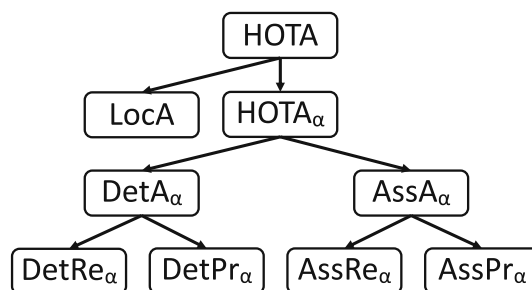 HOTA
LocA HOTAα
DetAα AssAα
DetReα DetPrα AssReα AssPrα